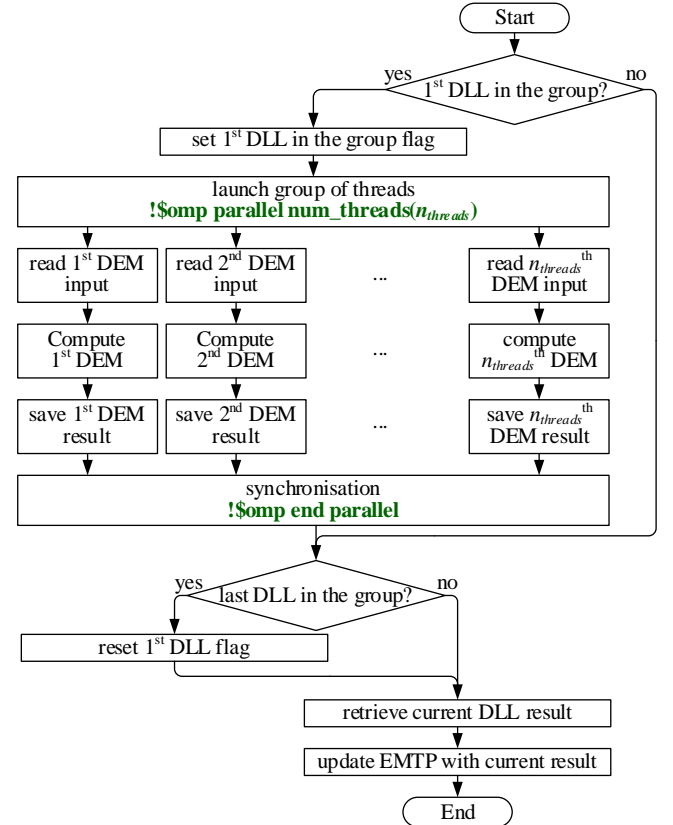 Start
yes
no
1st DLL in the group?
set 1st DLL in the group flag
launch group of threads
!$omp parallel num_threads(nthreads)
read 1st DEM
input
read 2nd DEM
input
...
read nthreadsth
DEM input
Compute
1st DEM
Compute
2nd DEM
...
compute
nthreadsth DEM
save 1st DEM
result
save 2nd DEM
result
...
save nthreadsth
DEM result
synchronisation
!$omp end parallel
yes
no
last DLL in the group?
reset 1st DLL flag
retrieve current DLL result
update EMTP with current result
End